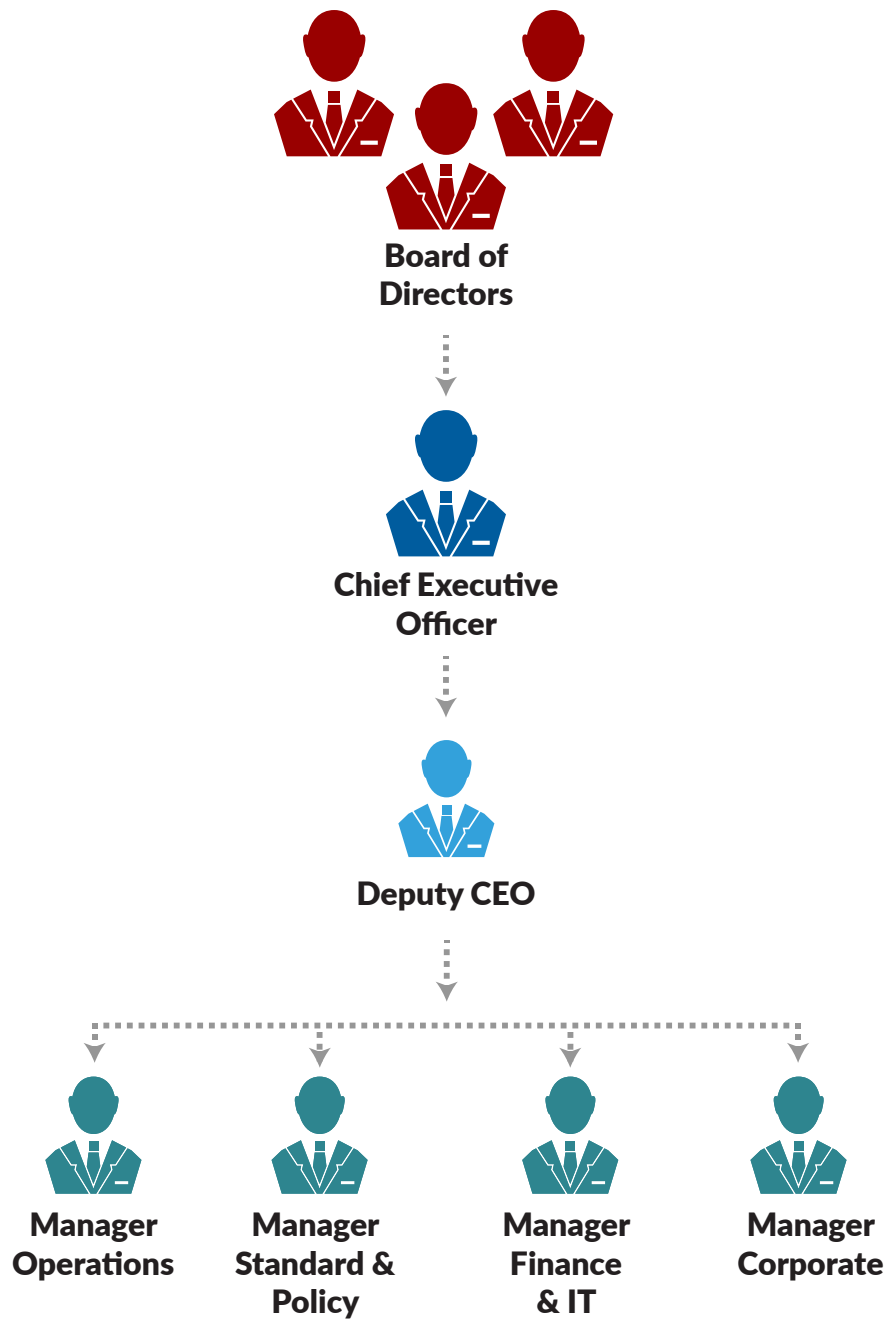 Board of
Directors
Chief Executive
Officer
Deputy CEO
Manager
Operations
Manager
Standard &
Policy
Manager
Finance
& IT
Manager
Corporate